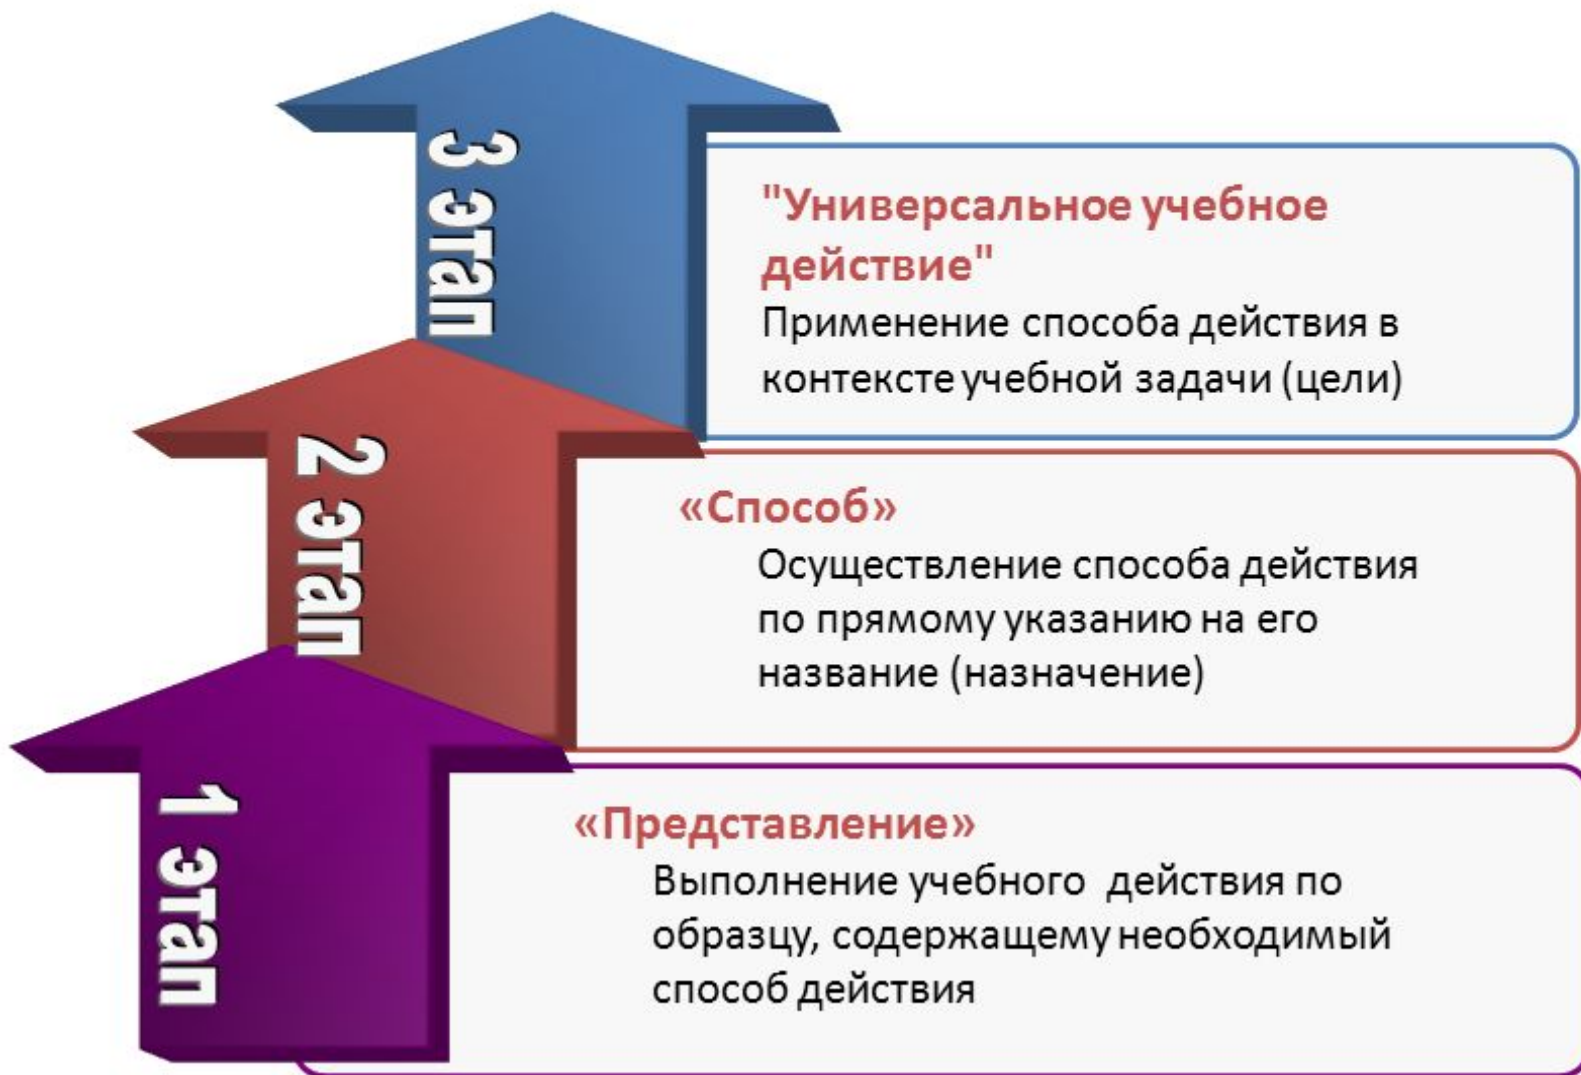 3 этап
"Универсальное учебное
действие"
Применение способа действия в
контексте учебной задачи (цели)
2 этап
«Способ»
Осуществление способа действия
по прямому указанию на его
название (назначение)
1 этап
«Представление»
Выполнение учебного действия по
образцу, содержащему необходимый
способ действия